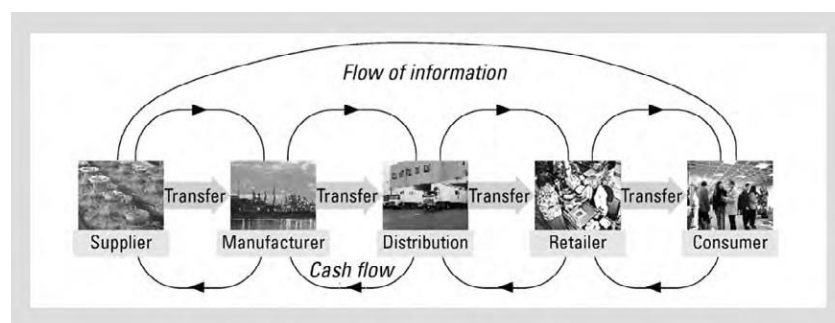 Flow of information
Transfer
Transfer
Transfer
Transfer
Supplier
Manufacturer
Distribution
Retailer
Consumer
Cash flow